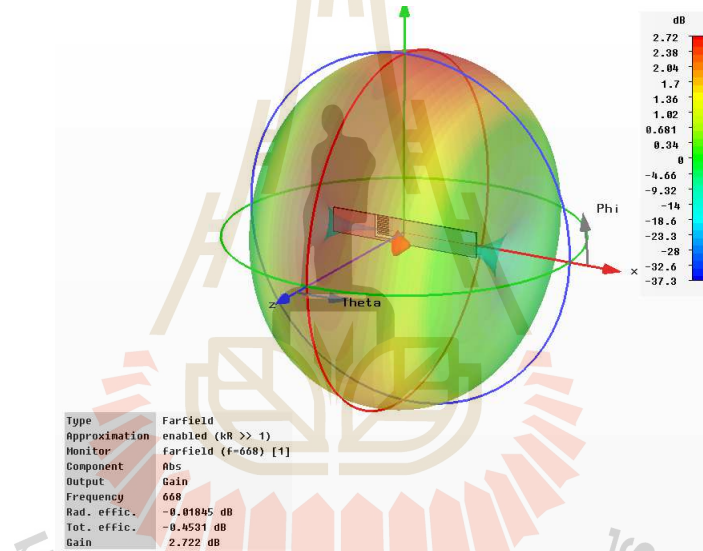 dB
2.72
2.38
2.04
1.7
1.36
1.02
0.681
0.34
0
-4.66
-9.32
-14
-18.6
-23.3
-28
-32.6
-37.3
Phi
x
z
Theta
Type Farfield
Approximation enabled (kR >> 1)
Monitor farfield (f=668) [1]
Component Abs
Output Gain
Frequency 668
Rad. effic. -0.01845 dB
Tot. effic. -0.4531 dB
Gain 2.722 dB